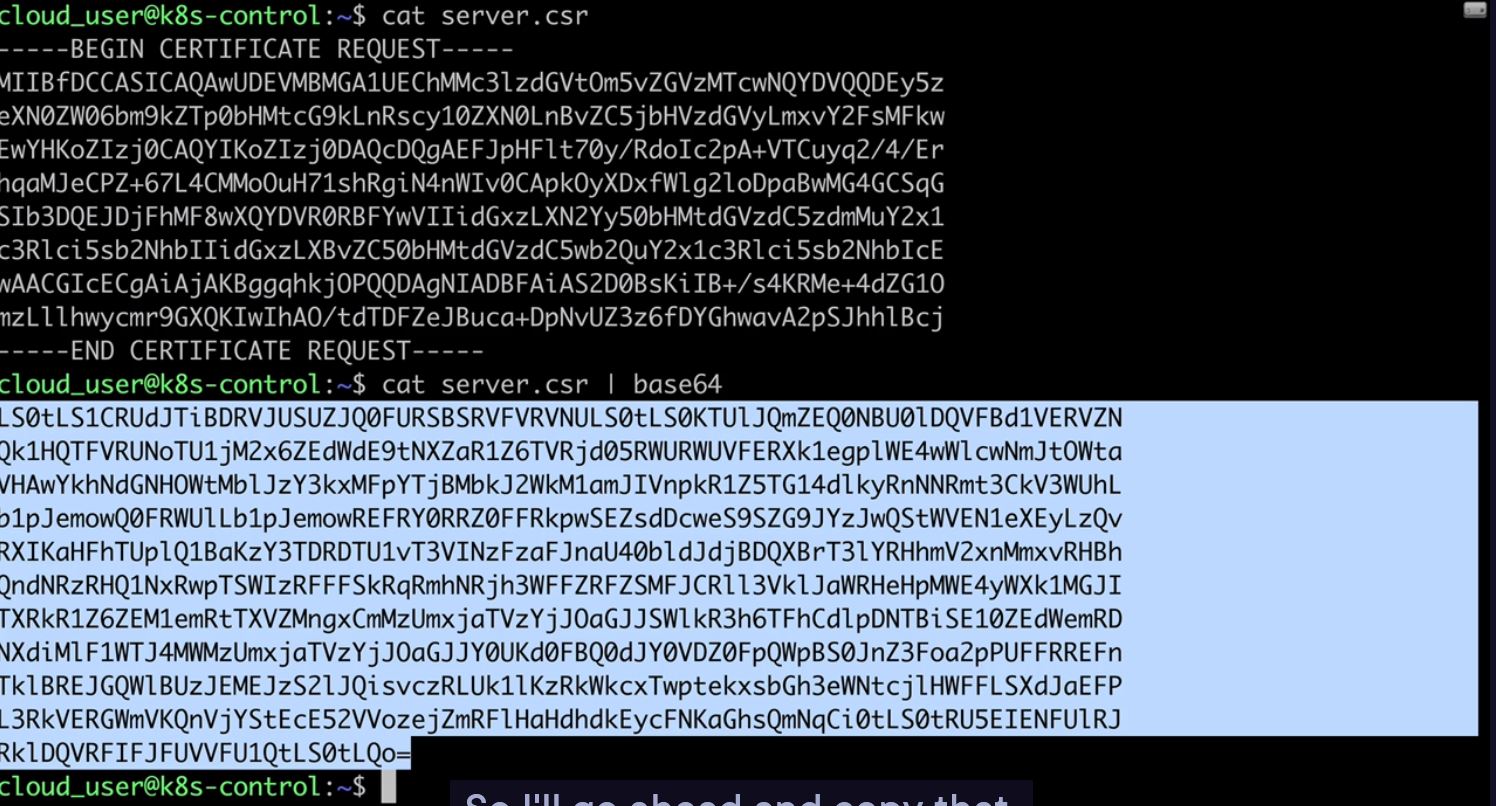 cloud_user@k8s-control:~$ cat server.csr
-----BEGIN CERTIFICATE REQUEST-----
MIIBfDCCASICAQAwUDEVMBMGA1UEChMMc3lzdGVtOm5vZGVzMTcwNQYDVQQDEy5z
eXN0ZW06bm9kZTp0bHMtcG9kLnRscy10ZXN0LnBvZC5jbHVzdGVyLmxvY2FsMFkw
EwYHKoZIzj0CAQYIKoZIzj0DAQcDQgAEFJpHFlt70y/RdoIc2pA+VTCuyq2/4/Er
hqaMJeCPZ+67L4CMMoOuH71shRgiN4nWIv0CApkOyXDxfWlg2loDpaBwMG4GCSqG
SIb3DQEJDjFhMF8wXQYDVR0RBFYwVIIidGxzLXN2Yy50bHMtdGVzdC5zdmMuY2x1
c3Rlci5sb2NhbIIidGxzLXBvZC50bHMtdGVzdC5wb2QuY2x1c3Rlci5sb2NhbIcE
wAACGIcECgAiAjAKBggqhkjOPQQDAgNIADBFAiAS2D0BsKiIB+/s4KRMe+4dZG1O
mzLllhwycmr9GXQKIwIhAO/tdTDFZeJBuca+DpNvUZ3z6fDYGhwavA2pSJhhlBcj
-----END CERTIFICATE REQUEST-----
cloud_user@k8s-control:~$ cat server.csr | base64
LS0tLS1CRUdJTiBDRVJUSUZJQ0FURSBSRVFVRVNULS0tLS0KTUlJQmZEQ0NBU0lDQVFBd1VERVZN
Qk1HQTFVRUNoTU1jM2x6ZEdWdE9tNXZaR1Z6TVRjd05RWURWUVFERXk1egplWE4wWlcwNmJtOWta
VHAwYkhNdGNHOWtMblJzY3kxMFpYTjBMbkJ2WkM1amJIVnpkR1Z5TG14dlkyRnNNRmt3CkV3WUhL
b1pJemowQ0FRWUlLb1pJemowREFRY0RRZ0FFRkpwSEZsdDcweS9SZG9JYzJwQStWVEN1eXEyLzQv
RXIKaHFhTUplQ1BaKzY3TDRDTU1vT3VINzFzaFJnaU40bldJdjBDQXBrT3lYRHhmV2xnMmxvRHBh
QndNRzRHQ1NxRwpTSWIzRFFFSkRqRmhNRjh3WFFZRFZSMFJCRll3VklJaWRHeHpMWE4yWXk1MGJI
TXRkR1Z6ZEM1emRtTXVZMngxCmMzUmxjaTVzYjJOaGJJSWlkR3h6TFhCdlpDNTBiSE10ZEdWemRD
NXdiMlF1WTJ4MWMzUmxjaTVzYjJOaGJJY0UKd0FBQ0dJY0VDZ0FpQWpBS0JnZ3Foa2pPUFFRREFn
TklBREJGQWlBUzJEMEJzS2lJQisvczRLUk1lKzRkWkcxTwptekxsbGh3eWNtcjlHWFFLSXdJaEFP
L3RkVERGWmVKQnVjYStEcE52VVozejZmRFlHaHdhdkEycFNKaGhsQmNqCi0tLS0tRU5EIENFUlRJ
RklDQVRFIFJFUVVFU1QtLS0tLQo=
cloud_user@k8s-control:~$
So I'll go ahead and copy that